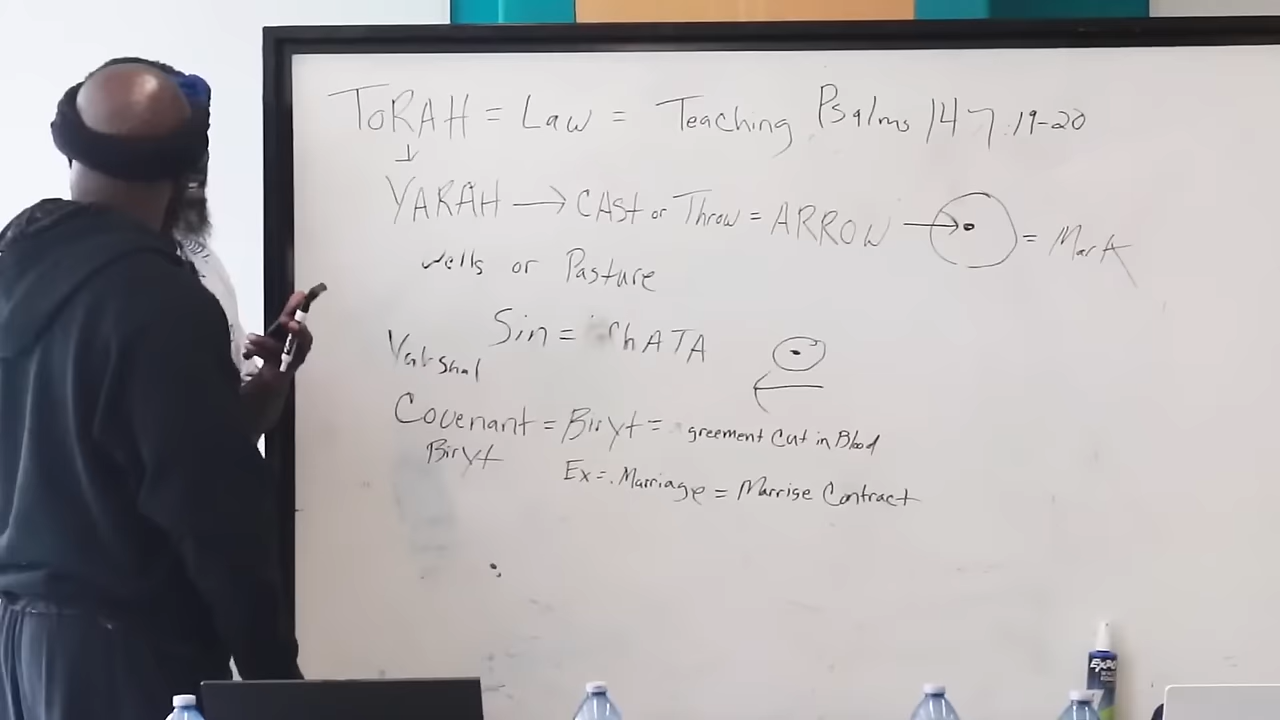 ToRAH = Law = Teaching Psalms 147:19-20
↓
YARAH → CASt or Throw = ARROW → = Mark
wells or Pasture
Sin = ChATA
Covenant = Biryt = greement Cut in Blood
Biryt
Ex = Marriage = Marrise Contract
EXPO